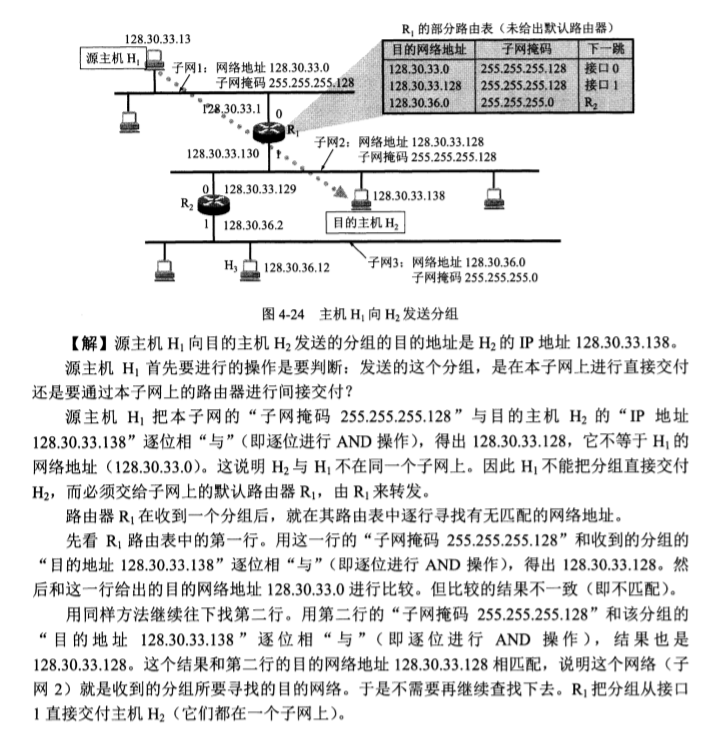 R₁ 的部分路由表（未给出默认路由器）
目的网络地址 子网掩码 下一跳
128.30.33.0 255.255.255.128 接口 0
128.30.33.128 255.255.255.128 接口 1
128.30.36.0 255.255.255.0 R₂
128.30.33.13
源主机 H₁
子网1：网络地址 128.30.33.0
子网掩码 255.255.255.128
128.30.33.1
0
R₁
子网2：网络地址 128.30.33.128
子网掩码 255.255.255.128
128.30.33.130
1
0
128.30.33.129
R₂
128.30.33.138
1
128.30.36.2
目的主机 H₂
H₃
128.30.36.12
子网3：网络地址 128.30.36.0
子网掩码 255.255.255.0
图 4-24 主机 H₁ 向 H₂ 发送分组
【解】源主机 H₁ 向目的主机 H₂ 发送的分组的目的地址是 H₂ 的 IP 地址 128.30.33.138。
源主机 H₁ 首先要进行的操作是要判断：发送的这个分组，是在本子网上进行直接交付
还是要通过本子网上的路由器进行间接交付？
源主机 H₁ 把本子网的“子网掩码 255.255.255.128”与目的主机 H₂ 的“IP 地址
128.30.33.138”逐位相“与”（即逐位进行 AND 操作），得出 128.30.33.128，它不等于 H₁ 的
网络地址（128.30.33.0）。这说明 H₂ 与 H₁ 不在同一个子网上。因此 H₁ 不能把分组直接交付
H₂，而必须交给子网上的默认路由器 R₁，由 R₁ 来转发。
路由器 R₁ 在收到一个分组后，就在其路由表中逐行寻找有无匹配的网络地址。
先看 R₁ 路由表中的第一行。用这一行的“子网掩码 255.255.255.128”和收到的分组的
“目的地址 128.30.33.138”逐位相“与”（即逐位进行 AND 操作），得出 128.30.33.128。然
后和这一行给出的目的网络地址 128.30.33.0 进行比较。但比较的结果不一致（即不匹配）。
用同样方法继续往下找第二行。用第二行的“子网掩码 255.255.255.128”和该分组的
“目的地址 128.30.33.138”逐位相“与”（即逐位进行 AND 操作），结果也是
128.30.33.128。这个结果和第二行的目的网络地址 128.30.33.128 相匹配，说明这个网络（子
网 2）就是收到的分组所要寻找的目的网络。于是不需要再继续查找下去。R₁ 把分组从接口
1 直接交付主机 H₂（它们都在一个子网上）。